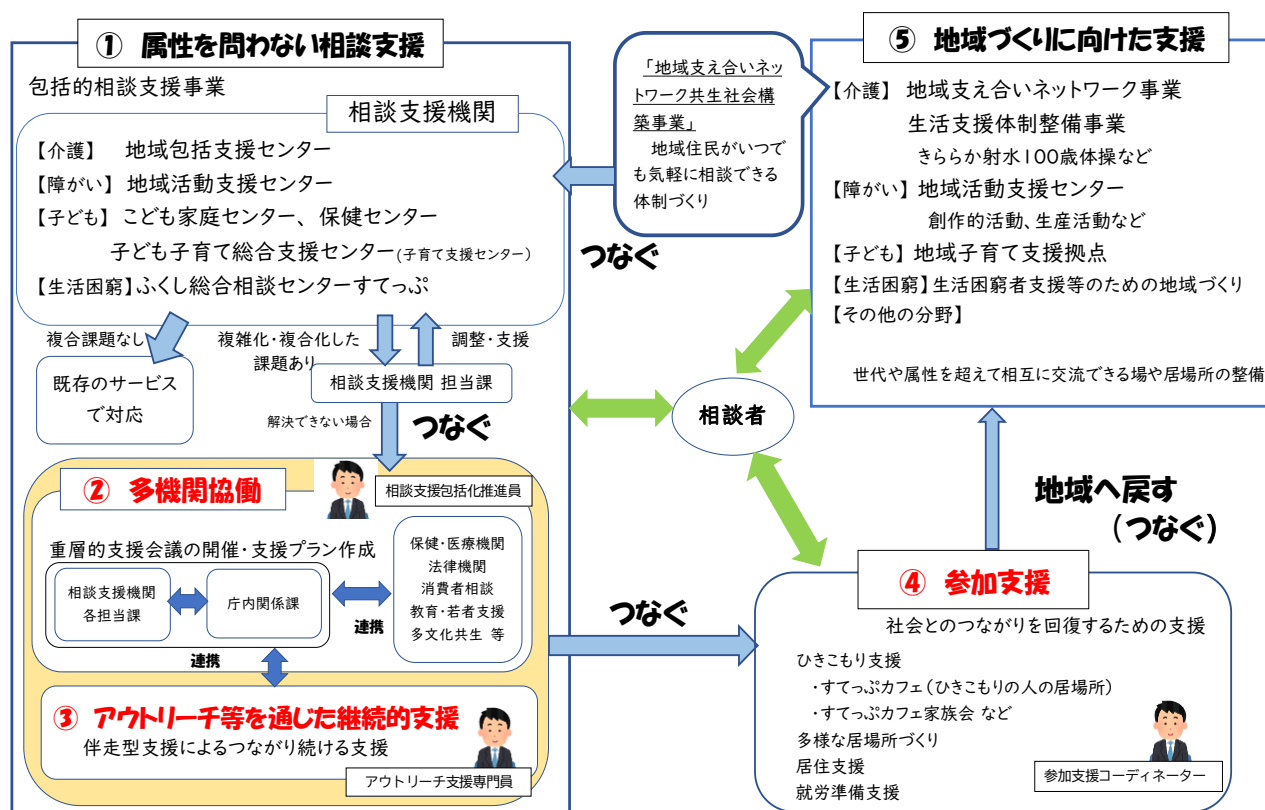 ① 属性を問わない相談支援
包括的相談支援事業
相談支援機関
【介護】 地域包括支援センター
【障がい】 地域活動支援センター
【子ども】 こども家庭センター、保健センター
子ども子育て総合支援センター(子育て支援センター)
【生活困窮】ふくし総合相談センターすてっぷ
複合課題なし
複雑化・複合化した
課題あり
調整・支援
既存のサービス
で対応
相談支援機関 担当課
解決できない場合
つなぐ
② 多機関協働
相談支援包括化推進員
重層的支援会議の開催・支援プラン作成
相談支援機関
各担当課
庁内関係課
連携
保健・医療機関
法律機関
消費者相談
教育・若者支援
多文化共生 等
連携
③ アウトリーチ等を通じた継続的支援
伴走型支援によるつながり続ける支援
アウトリーチ支援専門員
「地域支え合いネッ
トワーク共生社会構
築事業」
地域住民がいつで
も気軽に相談できる
体制づくり
つなぐ
相談者
つなぐ
⑤ 地域づくりに向けた支援
【介護】 地域支え合いネットワーク事業
生活支援体制整備事業
きららか射水100歳体操など
【障がい】 地域活動支援センター
創作的活動、生産活動など
【子ども】 地域子育て支援拠点
【生活困窮】生活困窮者支援等のための地域づくり
【その他の分野】
世代や属性を超えて相互に交流できる場や居場所の整備
地域へ戻す
(つなぐ)
④ 参加支援
社会とのつながりを回復するための支援
ひきこもり支援
・すてっぷカフェ(ひきこもりの人の居場所)
・すてっぷカフェ家族会 など
多様な居場所づくり
居住支援
就労準備支援
参加支援コーディネーター